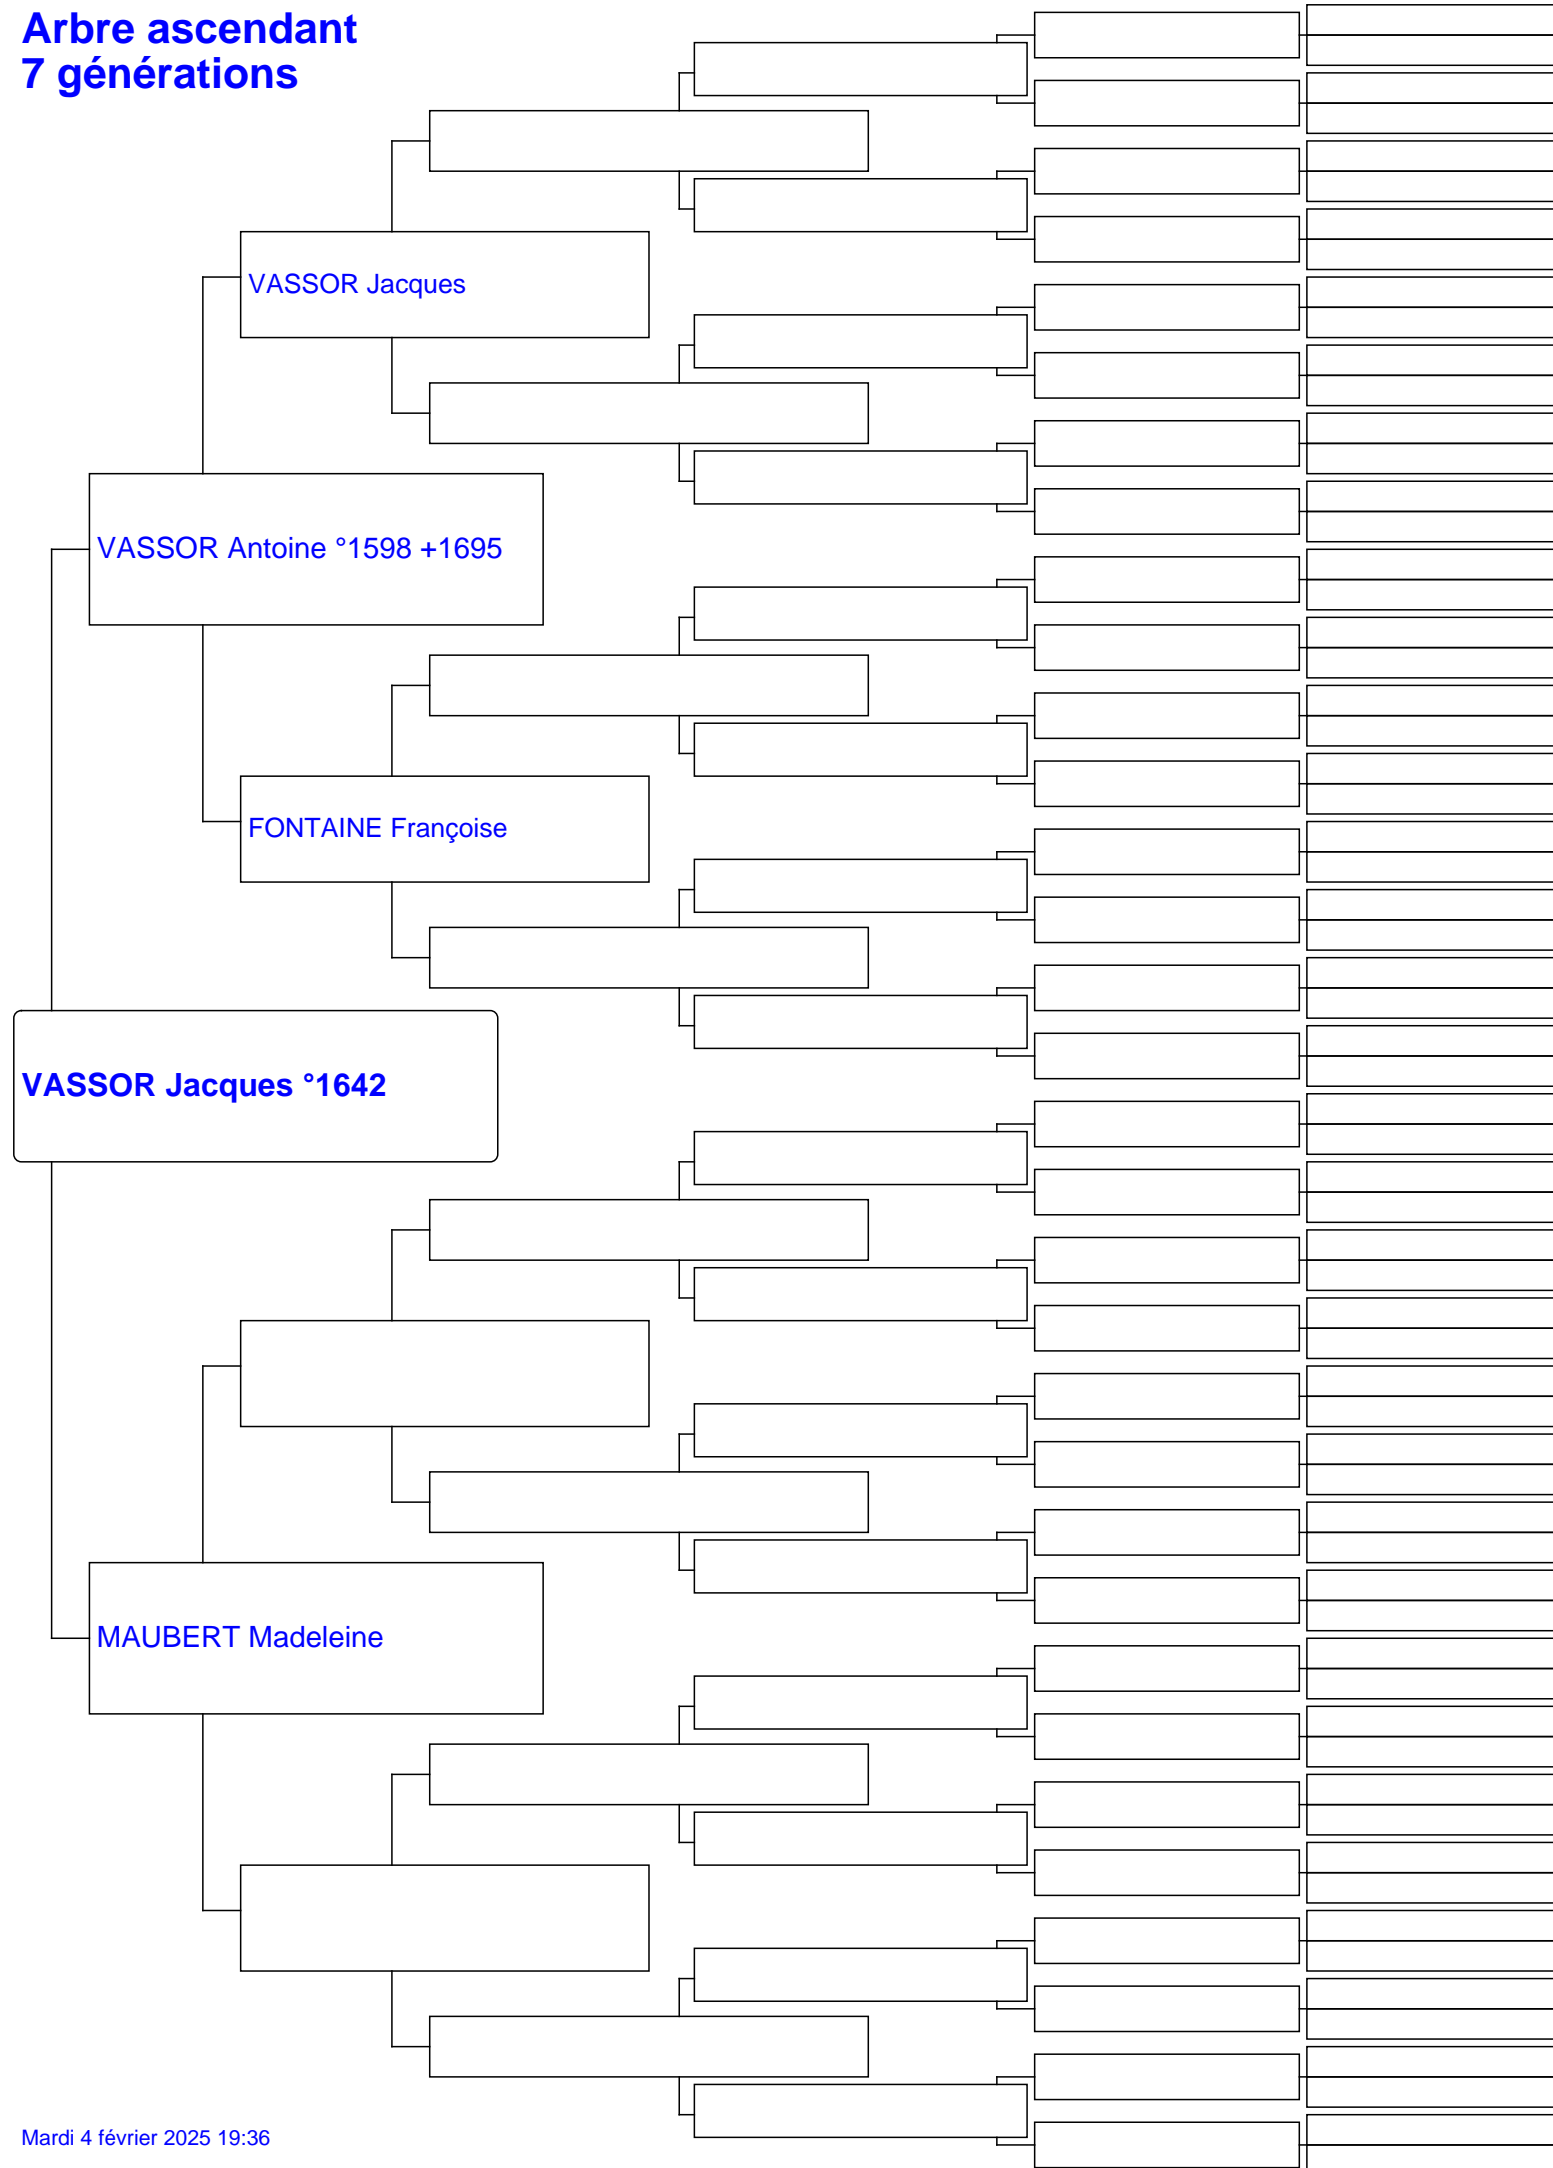 Arbre ascendant
7 générations
VASSOR Jacques
VASSOR Antoine °1598 +1695
FONTAINE Françoise
VASSOR Jacques °1642
MAUBERT Madeleine
Mardi 4 février 2025 19:36